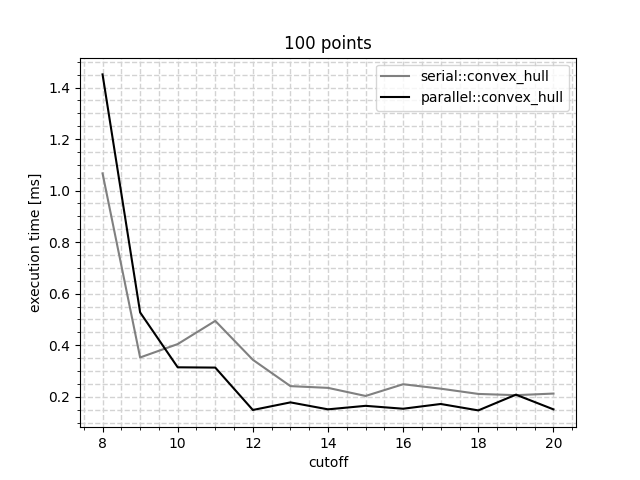 100 points
serial::convex_hull
parallel::convex_hull
execution time [ms]
1.4
1.2
1.0
0.8
0.6
0.4
0.2
8 10 12 14 16 18 20
cutoff